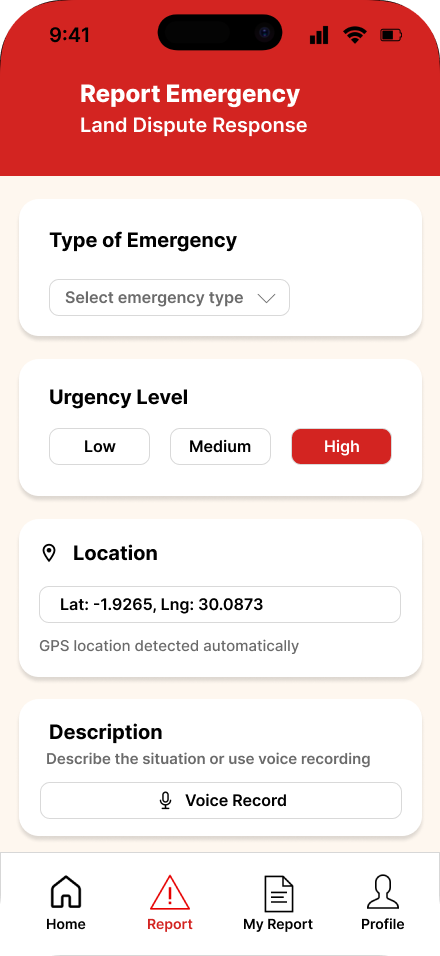 9:41
Report Emergency
Land Dispute Response
Type of Emergency
Select emergency type
Urgency Level
Low Medium High
Location
Lat: -1.9265, Lng: 30.0873
GPS location detected automatically
Description
Describe the situation or use voice recording
Voice Record
Home Report My Report Profile